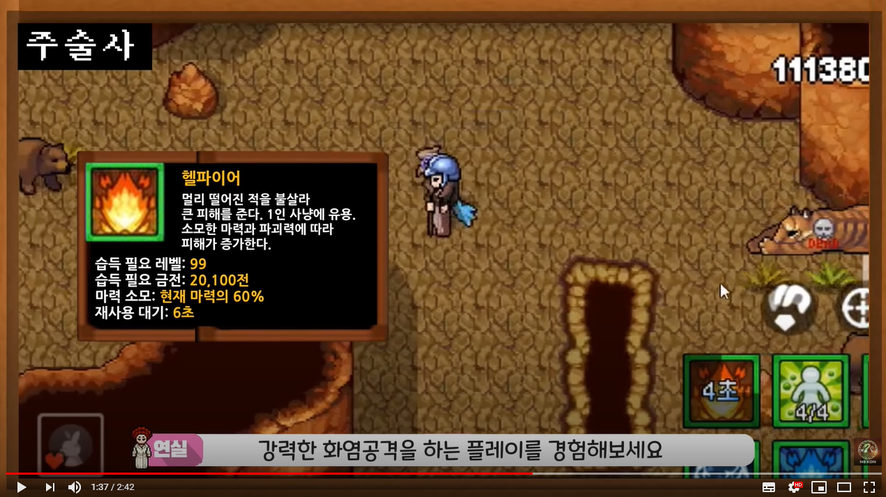 주술사
111380
헬파이어
멀리 떨어진 적을 불살라
큰 피해를 준다. 1인 사냥에 유용.
소모한 마력과 파괴력에 따라
피해가 증가한다.
습득 필요 레벨: 99
습득 필요 금전: 20,100전
마력 소모: 현재 마력의 60%
재사용 대기: 6초
DEAD
4초
4/4
연실
강력한 화염공격을 하는 플레이를 경험해보세요
NEXON
1:37 / 2:42
HD